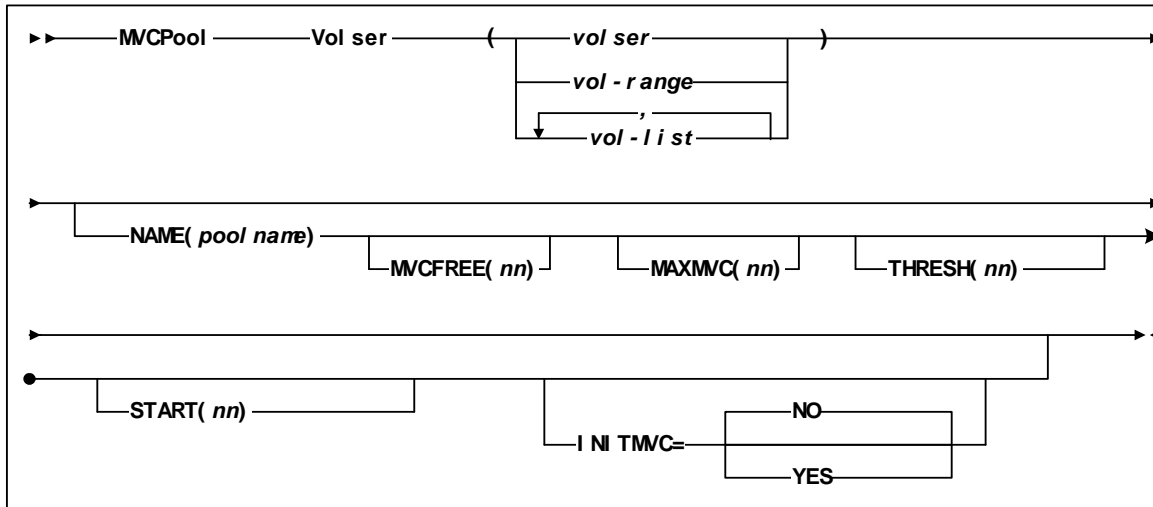 MVCPool Vol ser ( vol ser )
vol - r ange
,
vol - l i st
NAME( pool name)
MVCFREE( nn) MAXMVC( nn) THRESH( nn)
START( nn)
NO
I NI TMVC=
YES